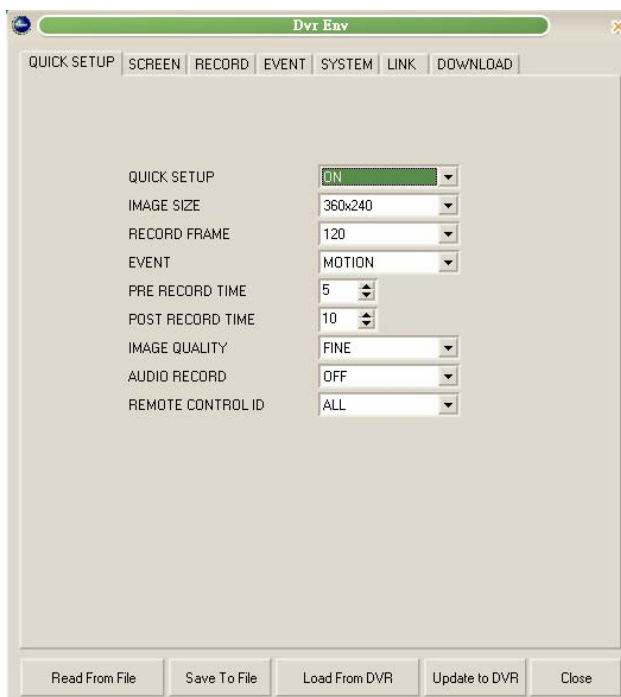 Dvr Env
QUICK SETUP SCREEN RECORD EVENT SYSTEM LINK DOWNLOAD
QUICK SETUP ON
IMAGE SIZE 360x240
RECORD FRAME 120
EVENT MOTION
PRE RECORD TIME 5
POST RECORD TIME 10
IMAGE QUALITY FINE
AUDIO RECORD OFF
REMOTE CONTROL ID ALL
Read From File Save To File Load From DVR Update to DVR Close